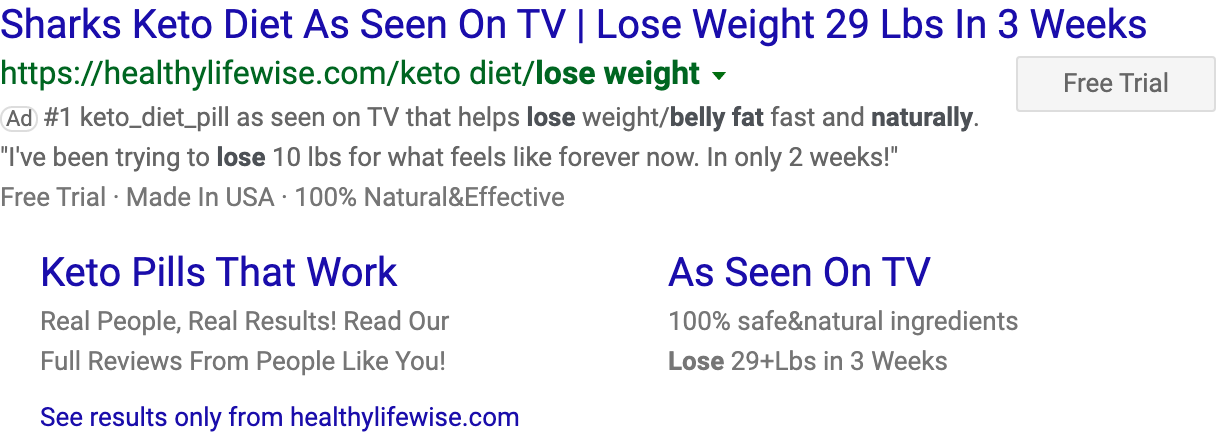 Sharks Keto Diet As Seen On TV | Lose Weight 29 Lbs In 3 Weeks
https://healthylifewise.com/keto diet/lose weight
Free Trial
Ad #1 keto_diet_pill as seen on TV that helps lose weight/belly fat fast and naturally.
"I've been trying to lose 10 lbs for what feels like forever now. In only 2 weeks!"
Free Trial · Made In USA · 100% Natural&Effective
Keto Pills That Work
Real People, Real Results! Read Our
Full Reviews From People Like You!
As Seen On TV
100% safe&natural ingredients
Lose 29+Lbs in 3 Weeks
See results only from healthylifewise.com